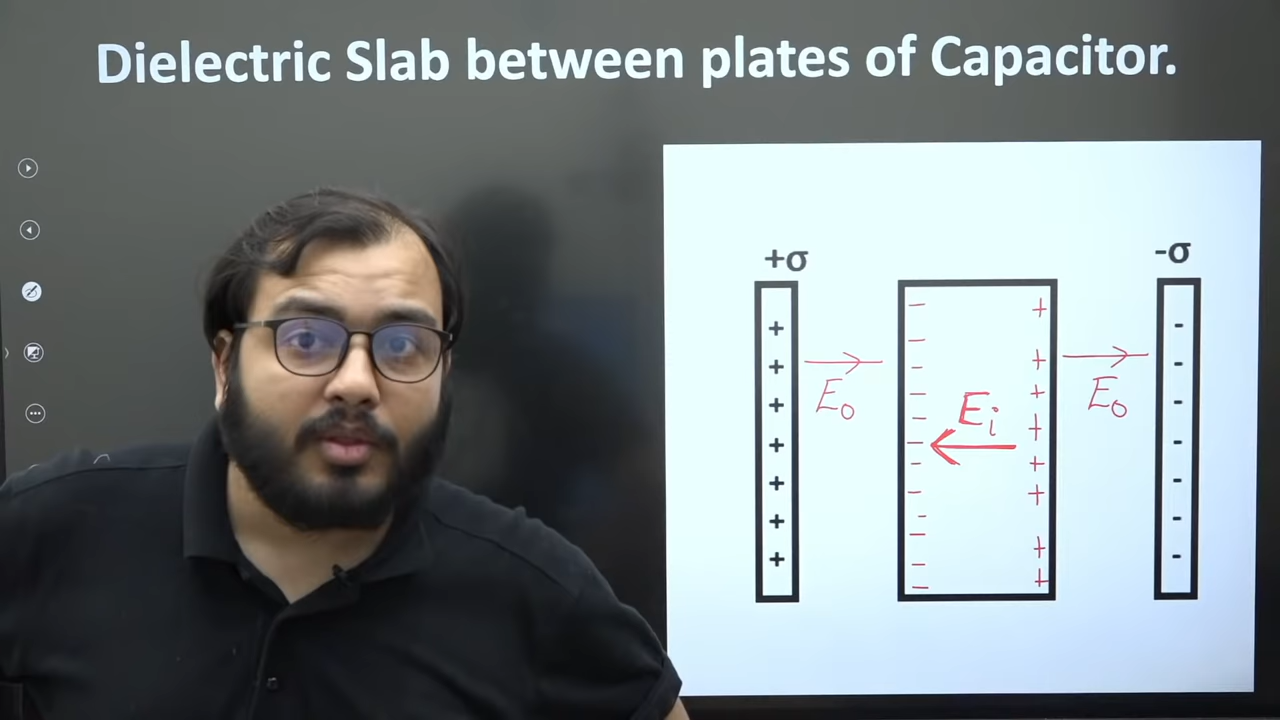 Dielectric Slab between plates of Capacitor.
+σ
-σ
+ - + -
+ - + -
+ - + -
E₀ Eᵢ E₀
+ - + -
+ - + -
+ - + -
+ - + -